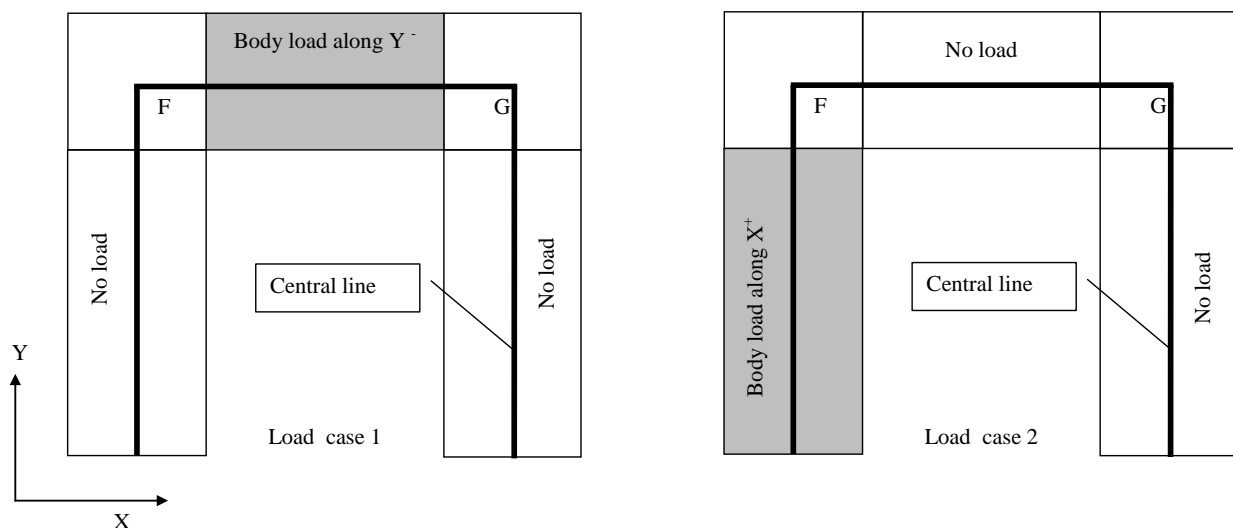 Body load along Y -
F
G
No load
No load
Central line
Y
X
Load case 1
No load
F
G
Body load along X+
No load
Central line
Load case 2